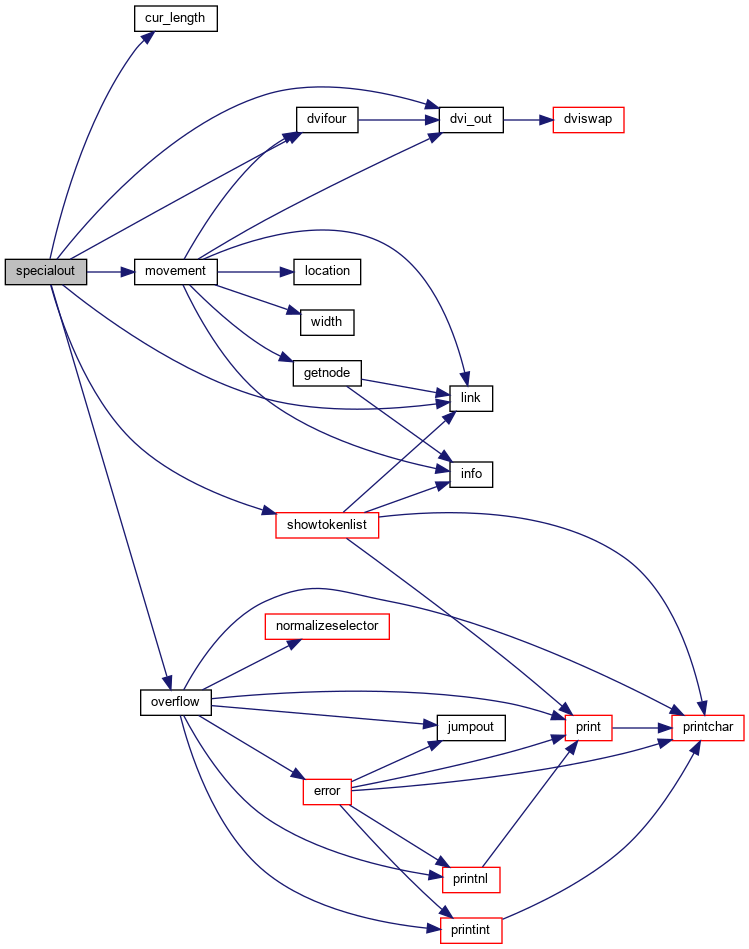 cur_length
dvifour
dvi_out
dviswap
specialout
movement
location
width
getnode
link
info
showtokenlist
normalizeselector
overflow
jumpout
print
printchar
error
printnl
printint